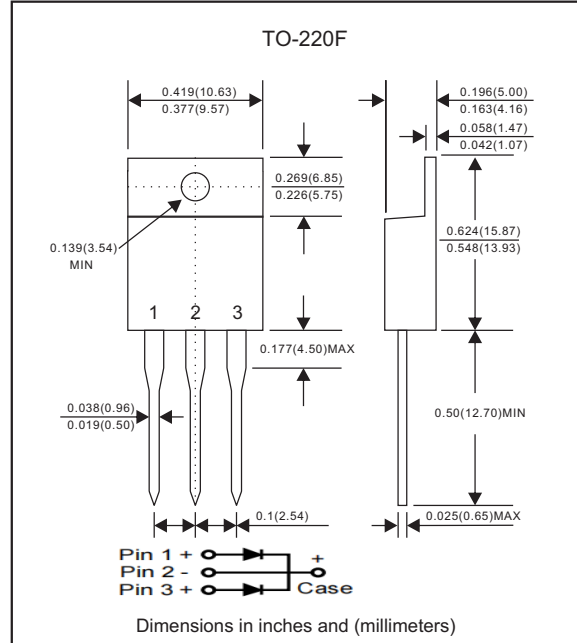 TO-220F
0.419(10.63)
0.377(9.57)
0.196(5.00)
0.163(4.16)
0.058(1.47)
0.042(1.07)
0.269(6.85)
0.226(5.75)
0.139(3.54)
MIN
0.624(15.87)
0.548(13.93)
1 2 3
0.177(4.50)MAX
0.038(0.96)
0.019(0.50)
0.50(12.70)MIN
0.1(2.54)
0.025(0.65)MAX
Pin 1 +
Pin 2 -
Pin 3 +
+
Case
Dimensions in inches and (millimeters)